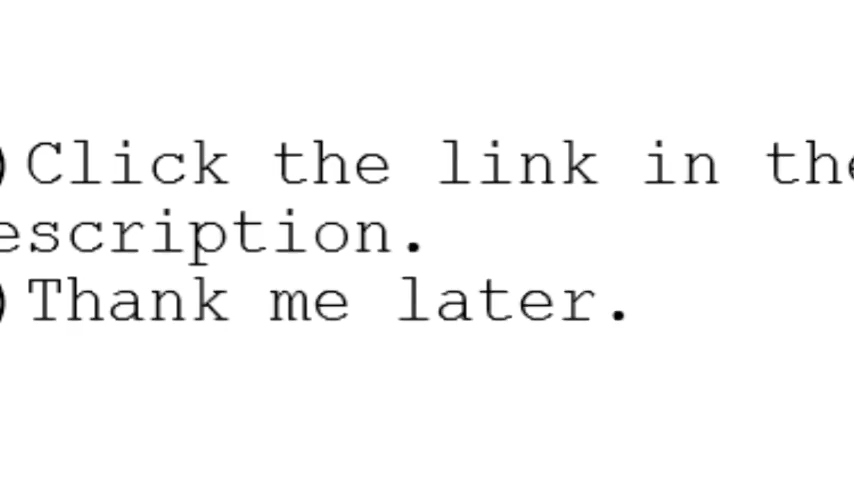 )Click the link in the
escription.
)Thank me later.